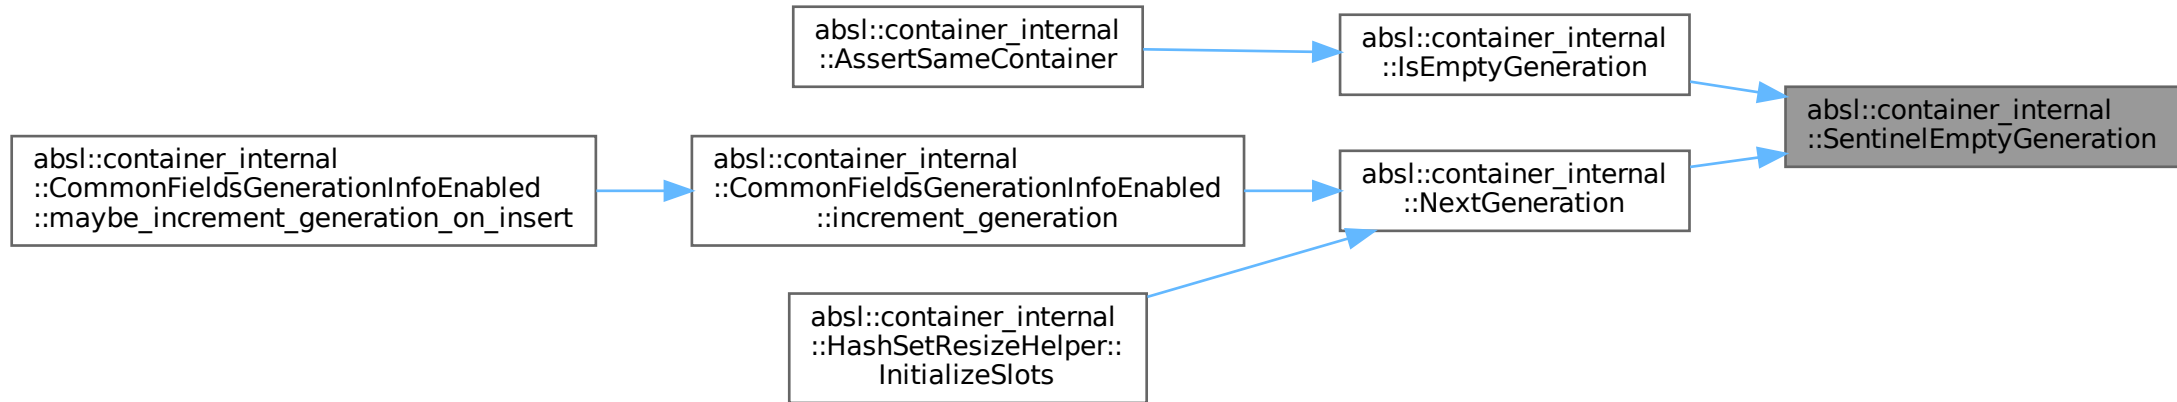 absl::container_internal
::AssertSameContainer
absl::container_internal
::IsEmptyGeneration
absl::container_internal
::SentinelEmptyGeneration
absl::container_internal
::CommonFieldsGenerationInfoEnabled
::maybe_increment_generation_on_insert
absl::container_internal
::CommonFieldsGenerationInfoEnabled
::increment_generation
absl::container_internal
::NextGeneration
absl::container_internal
::HashSetResizeHelper::
InitializeSlots